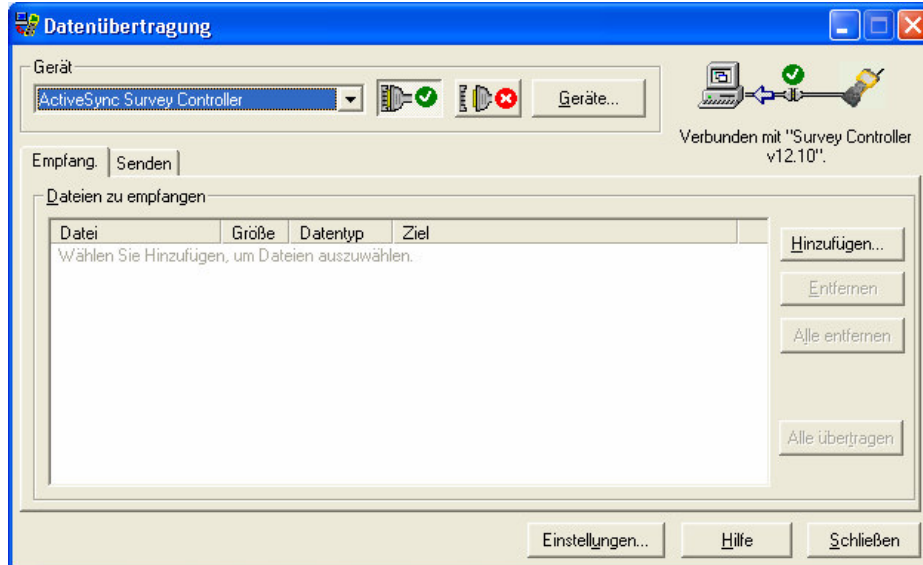 Datenübertragung
Gerät
ActiveSync Survey Controller
Geräte...
Verbunden mit "Survey Controller
v12.10".
Empfang.
Senden
Dateien zu empfangen
Datei Größe Datentyp Ziel
Wählen Sie Hinzufügen, um Dateien auszuwählen.
Hinzufügen...
Entfernen
Alle entfernen
Alle übertragen
Einstellungen...
Hilfe
Schließen